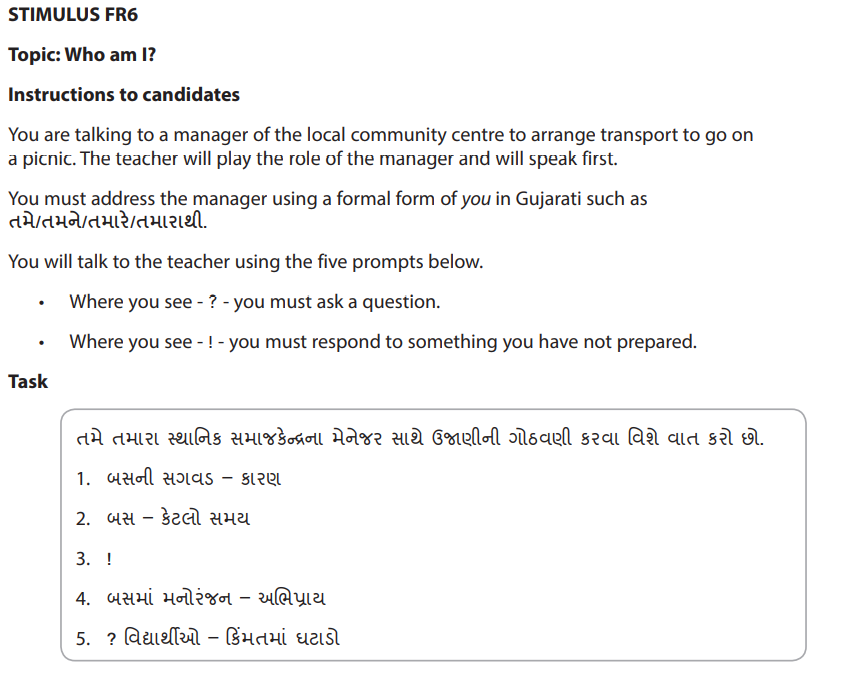 STIMULUS FR6
Topic: Who am I?
Instructions to candidates
You are talking to a manager of the local community centre to arrange transport to go on
a picnic. The teacher will play the role of the manager and will speak first.
You must address the manager using a formal form of you in Gujarati such as
તમે/તમને/તમારે/તમારાથી.
You will talk to the teacher using the five prompts below.
• Where you see - ? - you must ask a question.
• Where you see - ! - you must respond to something you have not prepared.
Task
તમે તમારા સ્થાનિક સમાજકેન્દ્રના મેનેજર સાથે ઉજાણીની ગોઠવણી કરવા વિશે વાત કરો છો.
1. બસની સગવડ – કારણ
2. બસ – કેટલો સમય
3. !
4. બસમાં મનોરંજન – અભિપ્રાય
5. ? વિદ્યાર્થીઓ – કિંમતમાં ઘટાડો